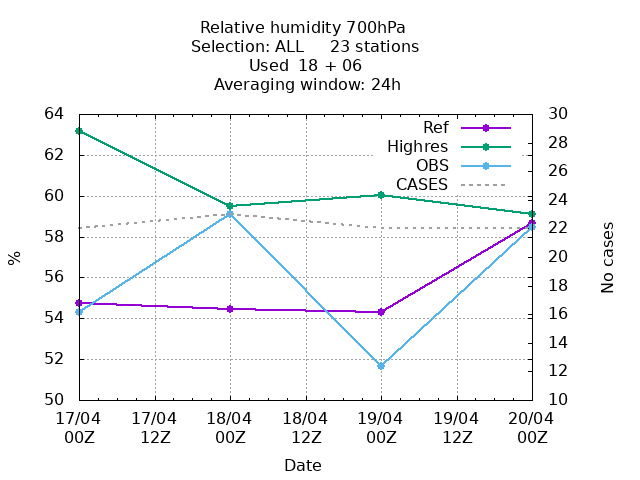 Relative humidity 700hPa
Selection: ALL 23 stations
Used 18 + 06
Averaging window: 24h
64
62
60
58
56
54
52
50
%
30
28
26
24
22
20
18
16
14
12
10
No cases
Ref
Highres
OBS
CASES
17/04 17/04 18/04 18/04 19/04 19/04 20/04
00Z 12Z 00Z 12Z 00Z 12Z 00Z
Date